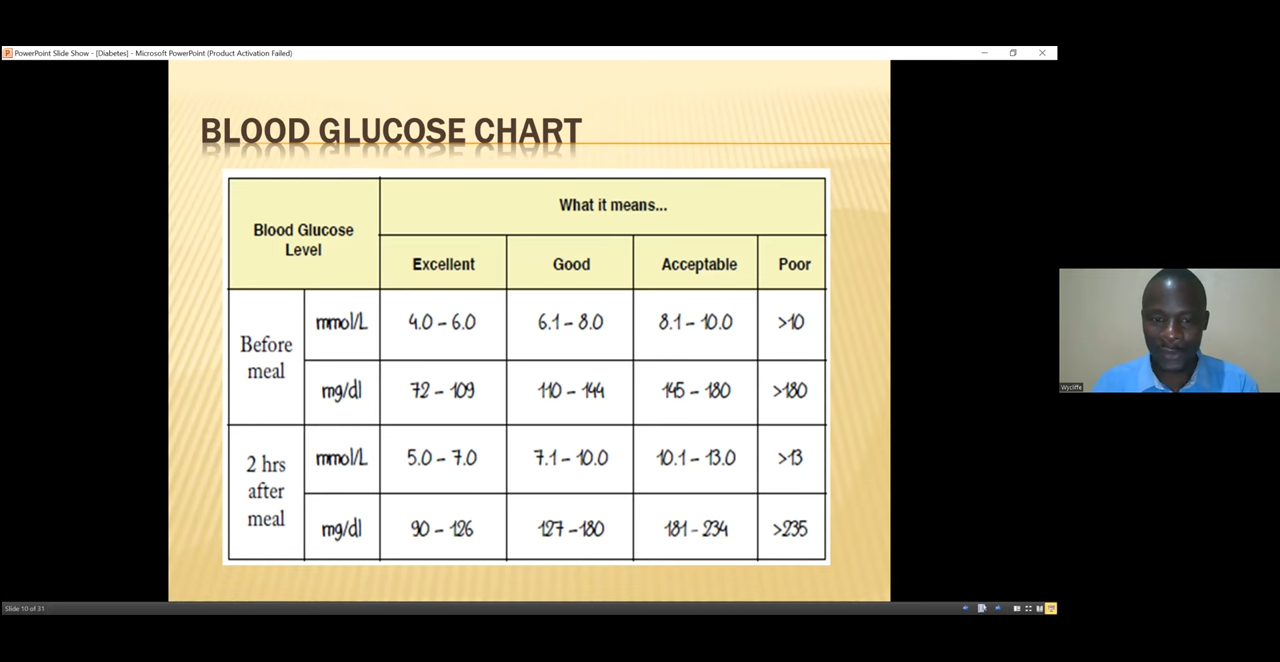 PowerPoint Slide Show - [Diabetes] - Microsoft PowerPoint (Product Activation Failed)
BLOOD GLUCOSE CHART
Blood Glucose
Level
What it means...
Excellent Good Acceptable Poor
Before
meal
mmol/L 4.0 – 6.0 6.1 – 8.0 8.1 – 10.0 >10
mg/dl 72 – 109 110 – 144 145 – 180 >180
2 hrs
after
meal
mmol/L 5.0 – 7.0 7.1 – 10.0 10.1 – 13.0 >13
mg/dl 90 – 126 127 –180 181 - 234 >235
Wycliffe
Slide 10 of 31